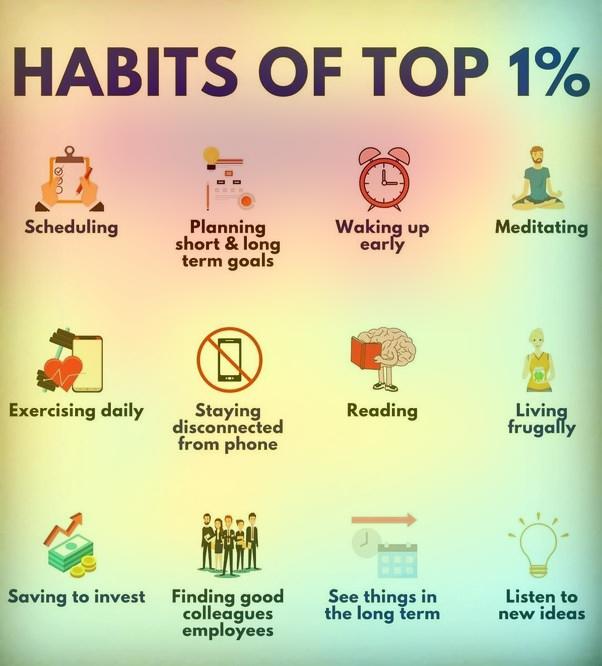 HABITS OF TOP 1%
Scheduling
Planning
short & long
term goals
Waking up
early
Meditating
Exercising daily
Staying
disconnected
from phone
Reading
Living
frugally
Saving to invest
Finding good
colleagues
employees
See things in
the long term
Listen to
new ideas